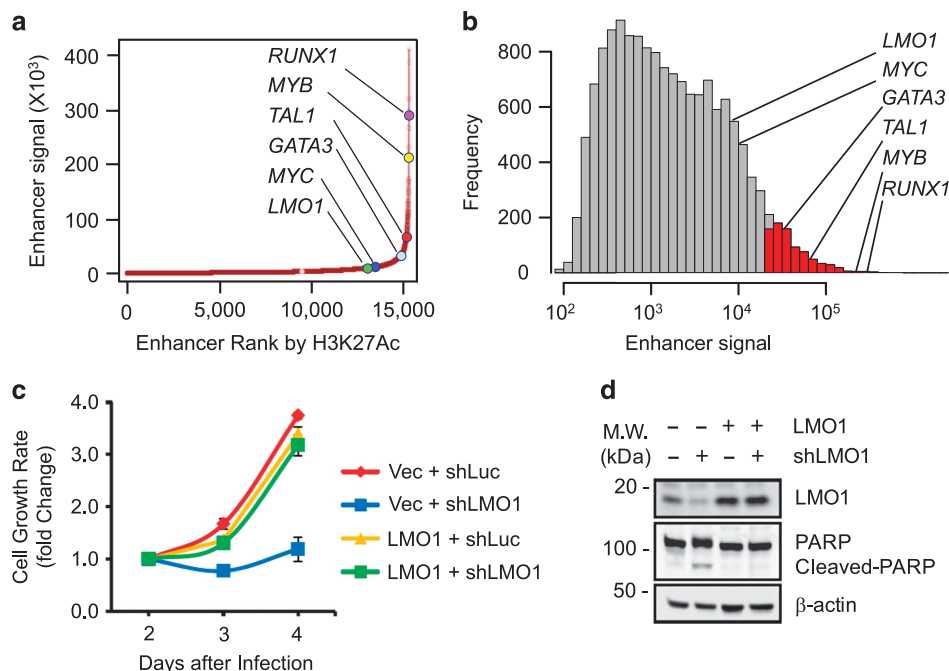 a
Enhancer signal (X10³)
400
300
200
100
0
RUNX1
MYB
TAL1
GATA3
MYC
LMO1
0 5,000 10,000 15,000
Enhancer Rank by H3K27Ac
b
Frequency
800
600
400
200
0
LMO1
MYC
GATA3
TAL1
MYB
RUNX1
10² 10³ 10⁴ 10⁵
Enhancer signal
c
Cell Growth Rate
(fold Change)
4.0
3.0
2.0
1.0
0.0
2 3 4
Days after Infection
Vec + shLuc
Vec + shLMO1
LMO1 + shLuc
LMO1 + shLMO1
d
M.W.
(kDa)
– – + + LMO1
– + – + shLMO1
20 -
LMO1
100 -
PARP
Cleaved-PARP
50 -
β-actin